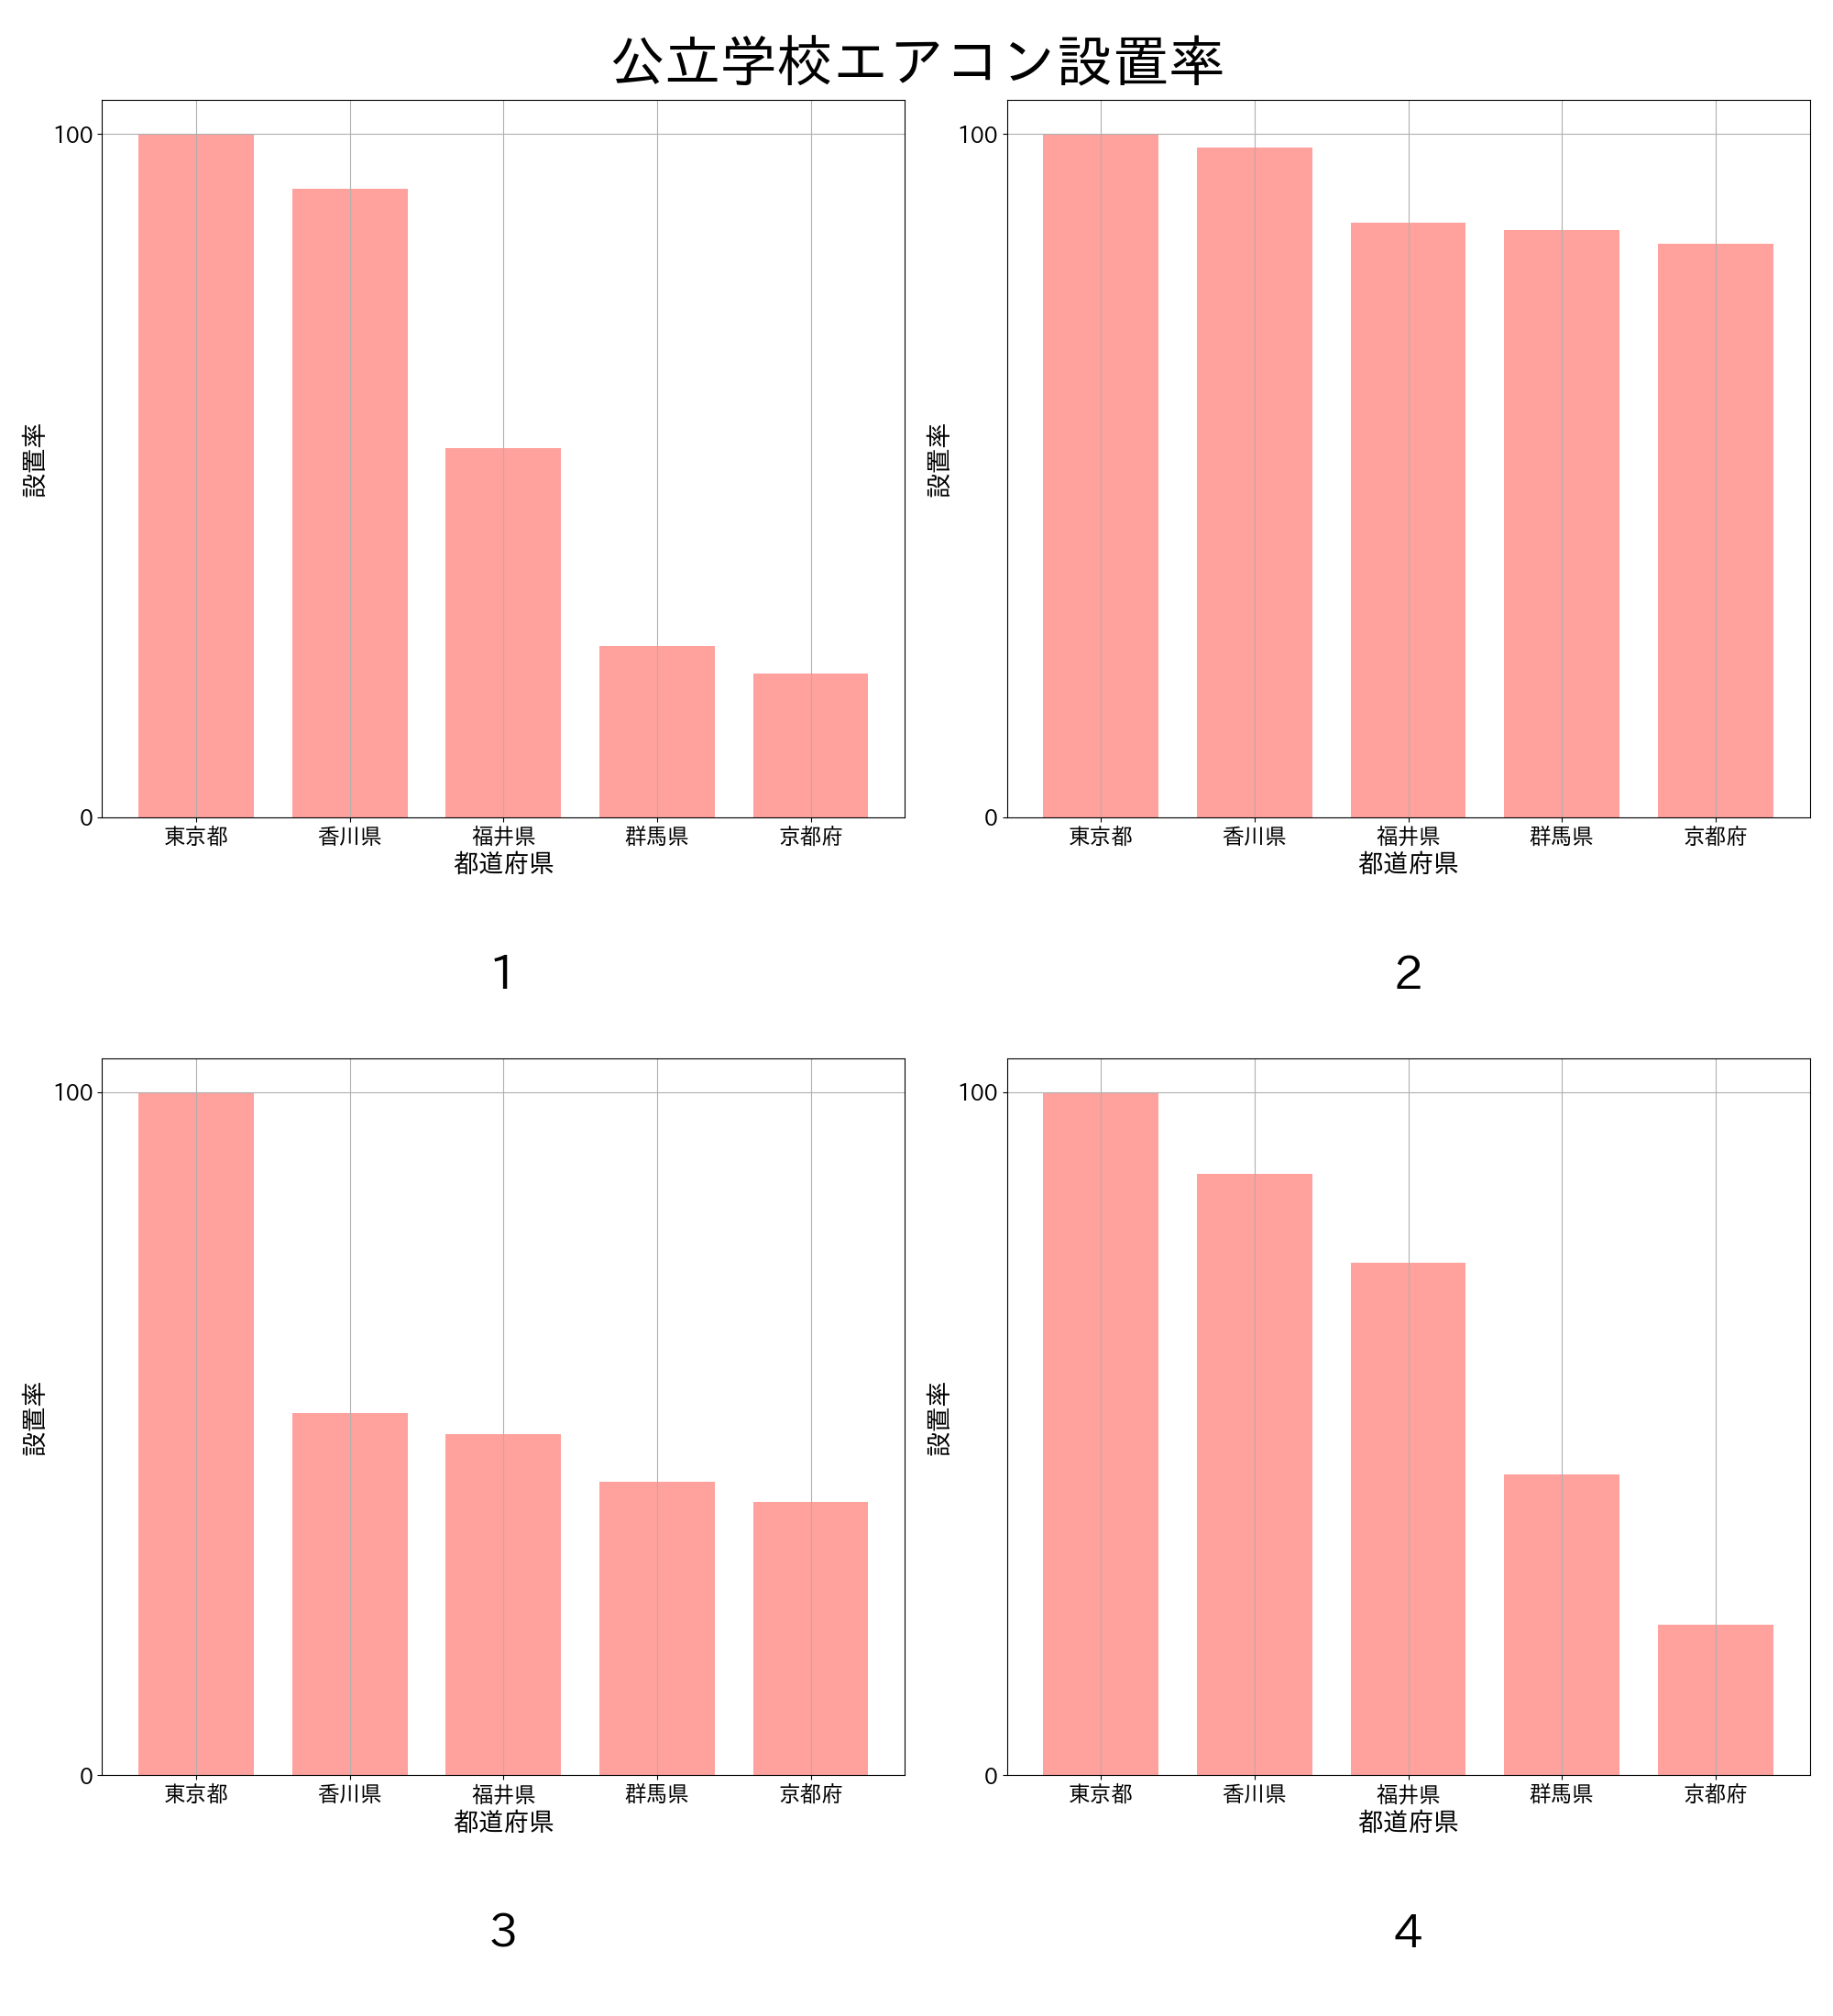 公立学校エアコン設置率
100
設置率
0
東京都 香川県 福井県 群馬県 京都府
都道府県
1
100
設置率
0
東京都 香川県 福井県 群馬県 京都府
都道府県
2
100
設置率
0
東京都 香川県 福井県 群馬県 京都府
都道府県
3
100
設置率
0
東京都 香川県 福井県 群馬県 京都府
都道府県
4